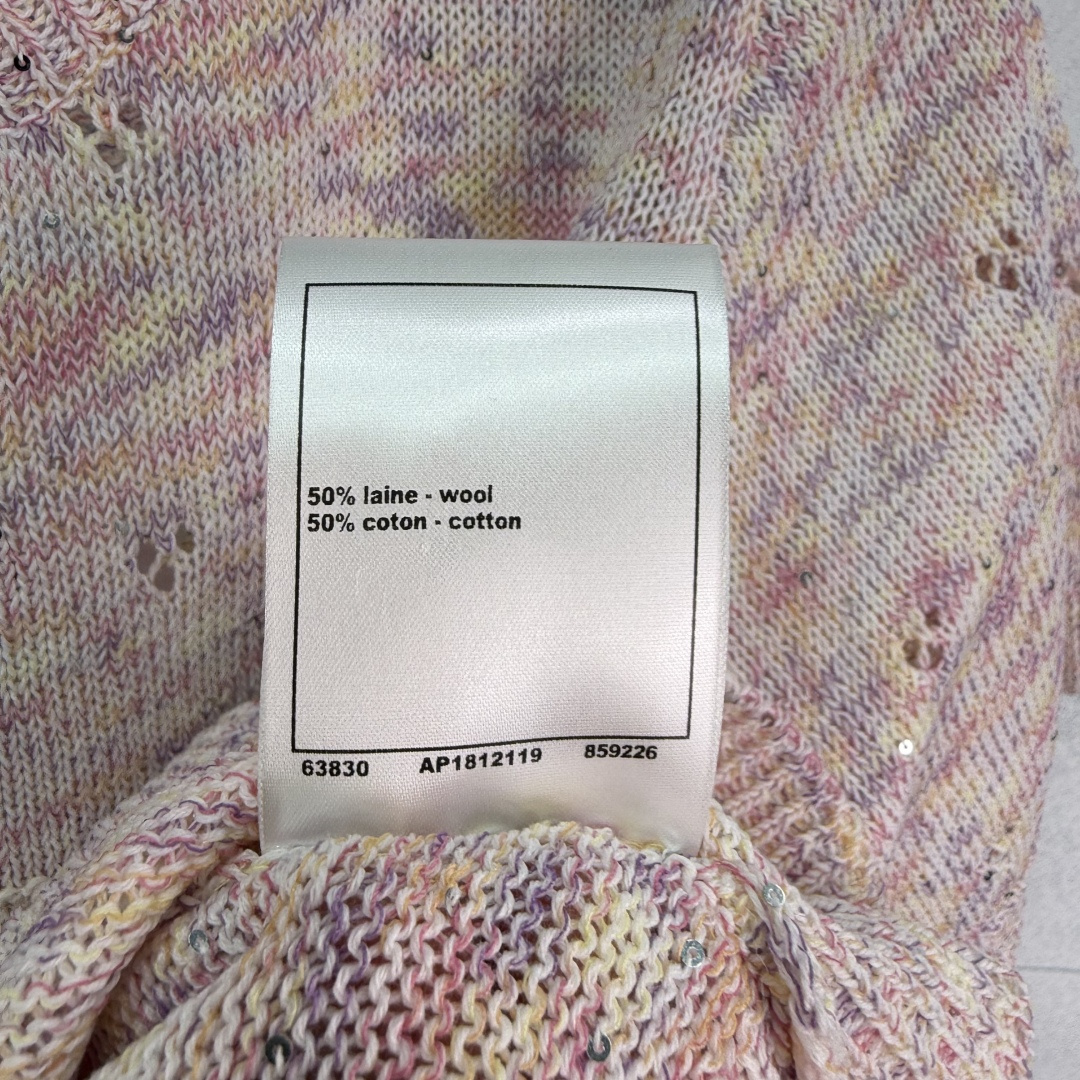 50% laine - wool
50% coton - cotton
63830 AP1812119 859226